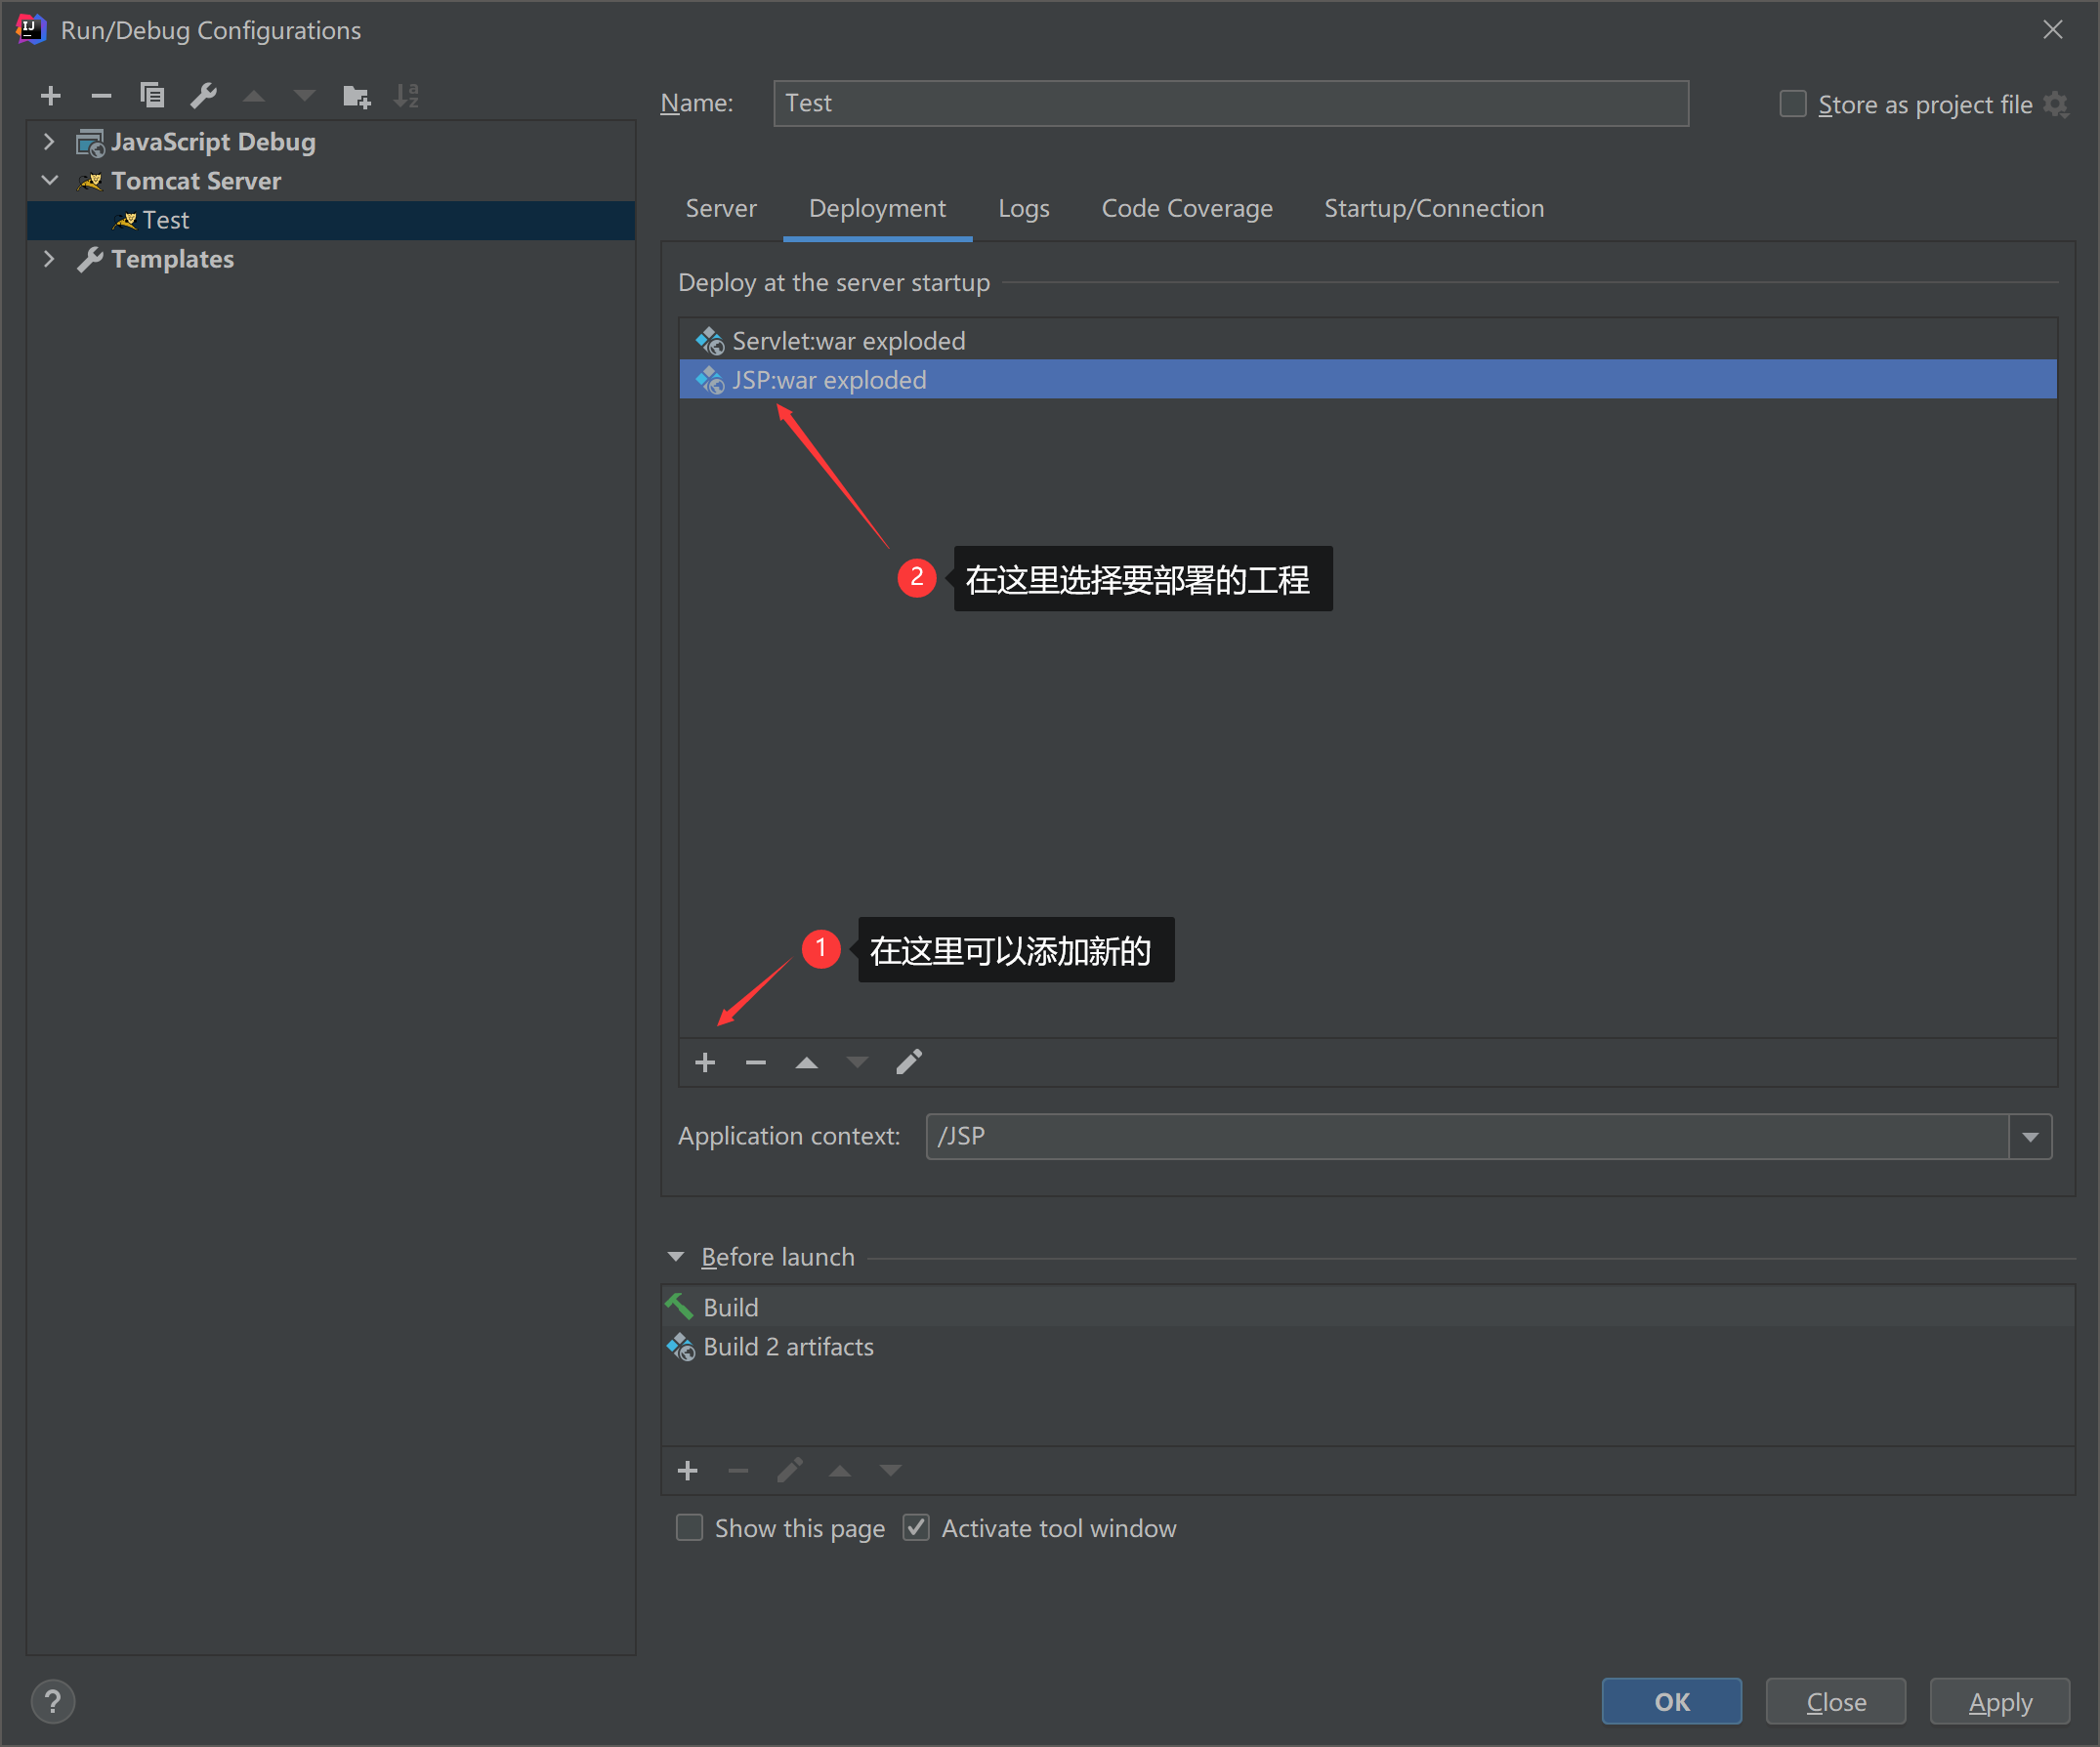 Run/Debug Configurations
Name:
Test
Store as project file
JavaScript Debug
Tomcat Server
Test
Templates
Server
Deployment
Logs
Code Coverage
Startup/Connection
Deploy at the server startup
Servlet:war exploded
JSP:war exploded
2
在这里选择要部署的工程
1
在这里可以添加新的
Application context:
/JSP
Before launch
Build
Build 2 artifacts
Show this page
Activate tool window
?
OK
Close
Apply